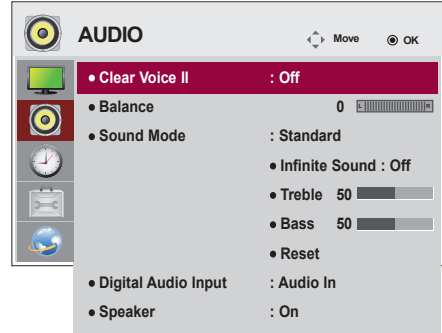 AUDIO Move OK
• Clear Voice II : Off
• Balance 0 L R
• Sound Mode : Standard
• Infinite Sound : Off
• Treble 50
• Bass 50
• Reset
• Digital Audio Input : Audio In
• Speaker : On